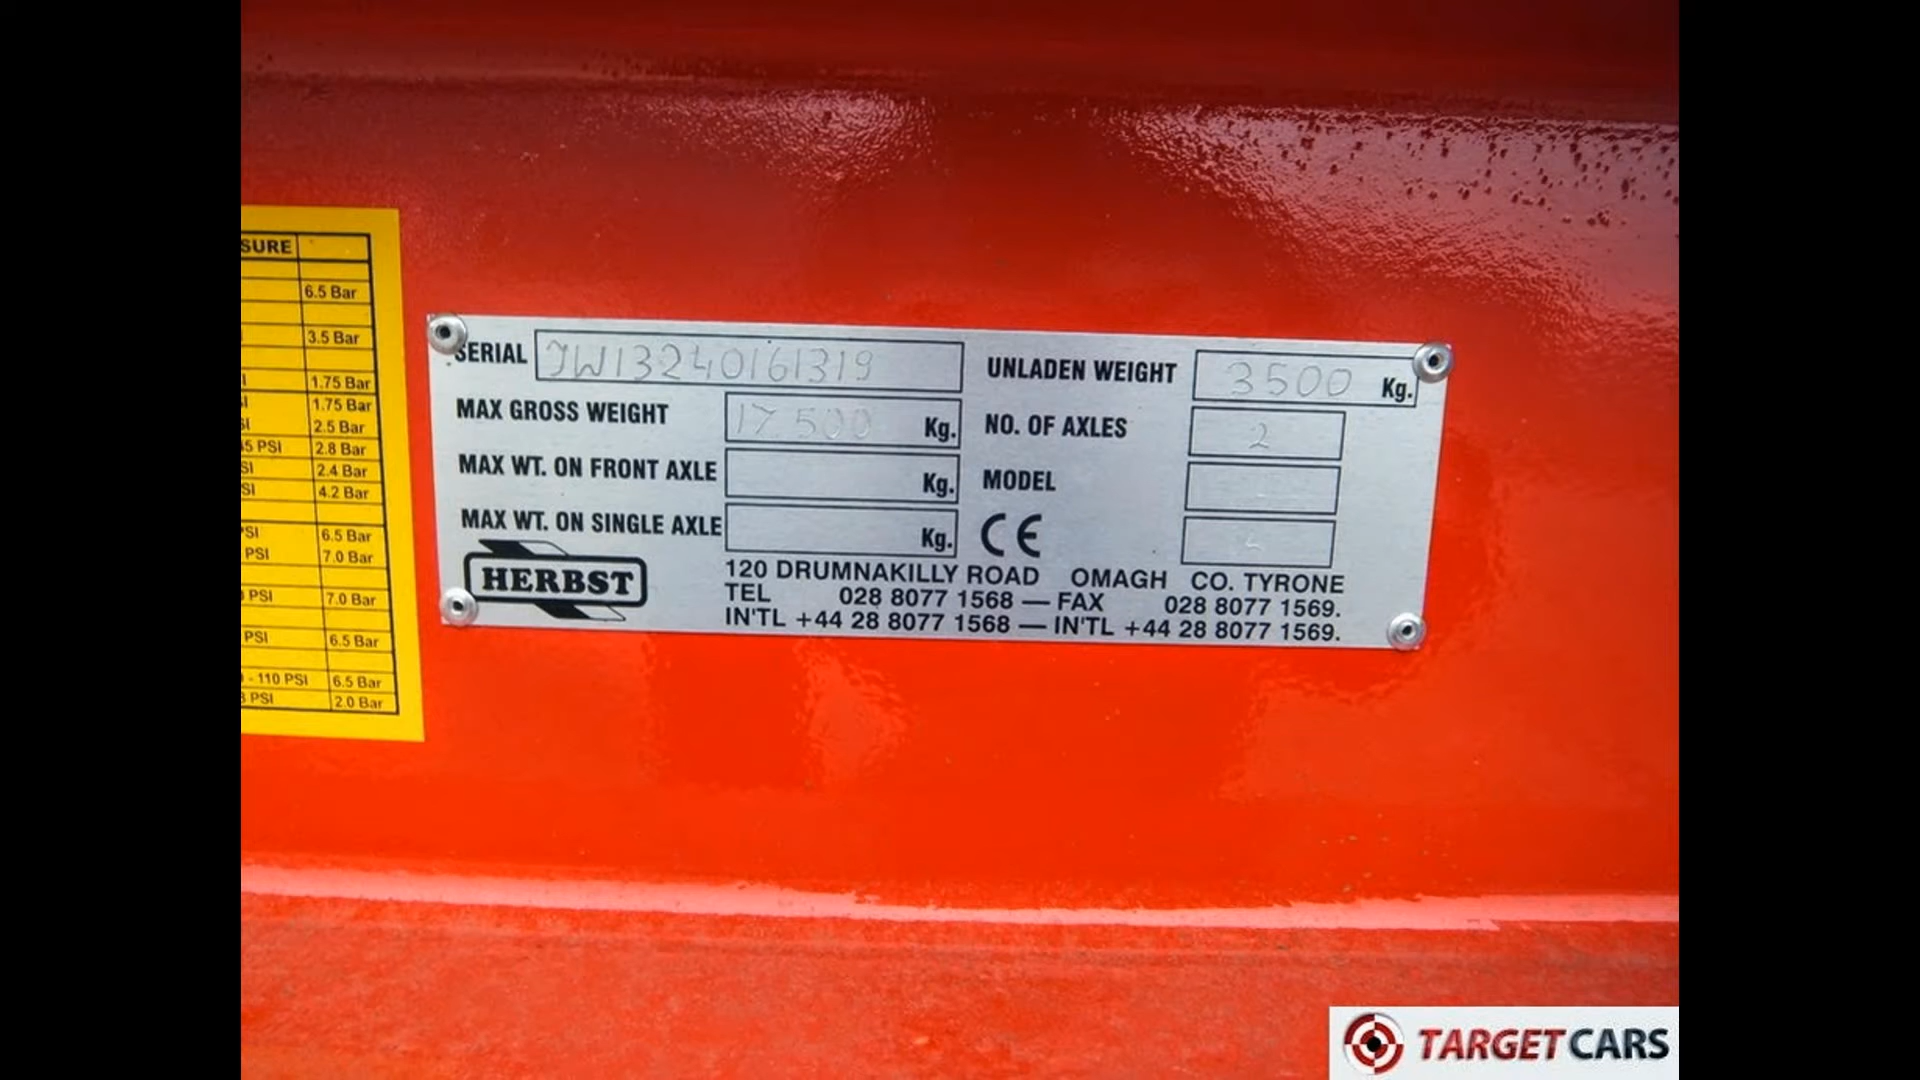 SURE
6.5 Bar
3.5 Bar
1.75 Bar
1.75 Bar
2.5 Bar
PSI 2.8 Bar
2.4 Bar
4.2 Bar
6.5 Bar
PSI 7.0 Bar
PSI 7.0 Bar
PSI 6.5 Bar
- 110 PSI 6.5 Bar
PSI 2.0 Bar
SERIAL JW13240161319 UNLADEN WEIGHT 3500 Kg.
MAX GROSS WEIGHT 17.500 Kg. NO. OF AXLES 2
MAX WT. ON FRONT AXLE Kg. MODEL
MAX WT. ON SINGLE AXLE Kg. CE
HERBST
120 DRUMNAKILLY ROAD OMAGH CO. TYRONE
TEL 028 8077 1568 — FAX 028 8077 1569.
IN'TL +44 28 8077 1568 — IN'TL +44 28 8077 1569.
TARGET CARS